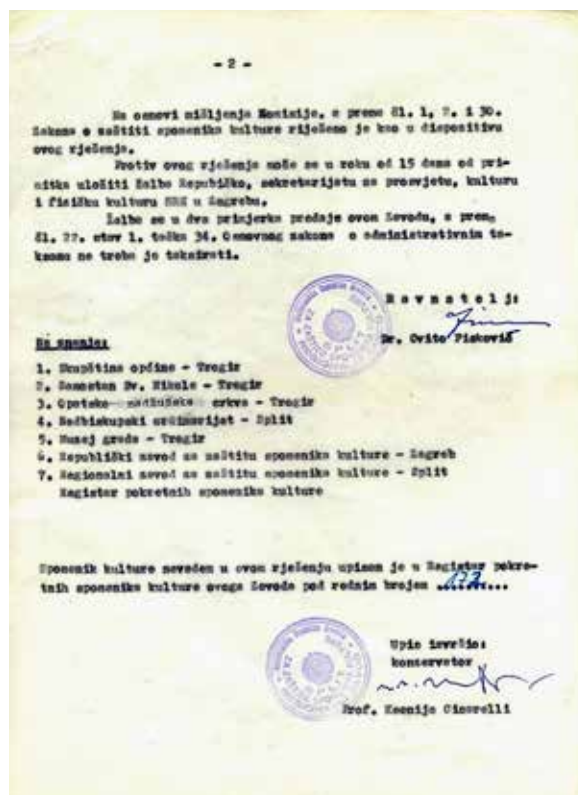 - 2 -
Na osnovi mišljenja Komisije, a prema čl. 1, 2. i 30.
Zakona o zaštiti spomenika kulture riješeno je kao u dispozitivu
ovog rješenja.
Protiv ovog rješenja može se u roku od 15 dana od pri-
mitka uložiti žalba Republičko, sekretarijatu za prosvjetu, kulturu
i fizičku kulturu SRH u Zagrebu.
Žalba se u dva primjerka predaje ovom Zavodu, a prema
čl. 22. stav 1. točka 34. Osnovnog zakona o administrativnim ta-
ksama ne treba je taksirati.
R a v n a t e l j:
Dr. Cvito Fisković
Na znanje:
1. Skupština općine - Trogir
2. Samostan Sv. Nikole - Trogir
3. Opatska crkva - Trogir
4. Nadbiskupski ordinarijat - Split
5. Muzej grada - Trogir
6. Republički zavod za zaštitu spomenika kulture - Zagreb
7. Regionalni zavod za zaštitu spomenika kulture - Split
Registar pokretnih spomenika kulture
Spomenik kulture naveden u ovom rješenju upisan je u Registar pokre-
tnih spomenika kulture ovoga Zavoda pod rednim brojem
Upis izvršio:
konzervator
Prof. Ksenija Cicarelli